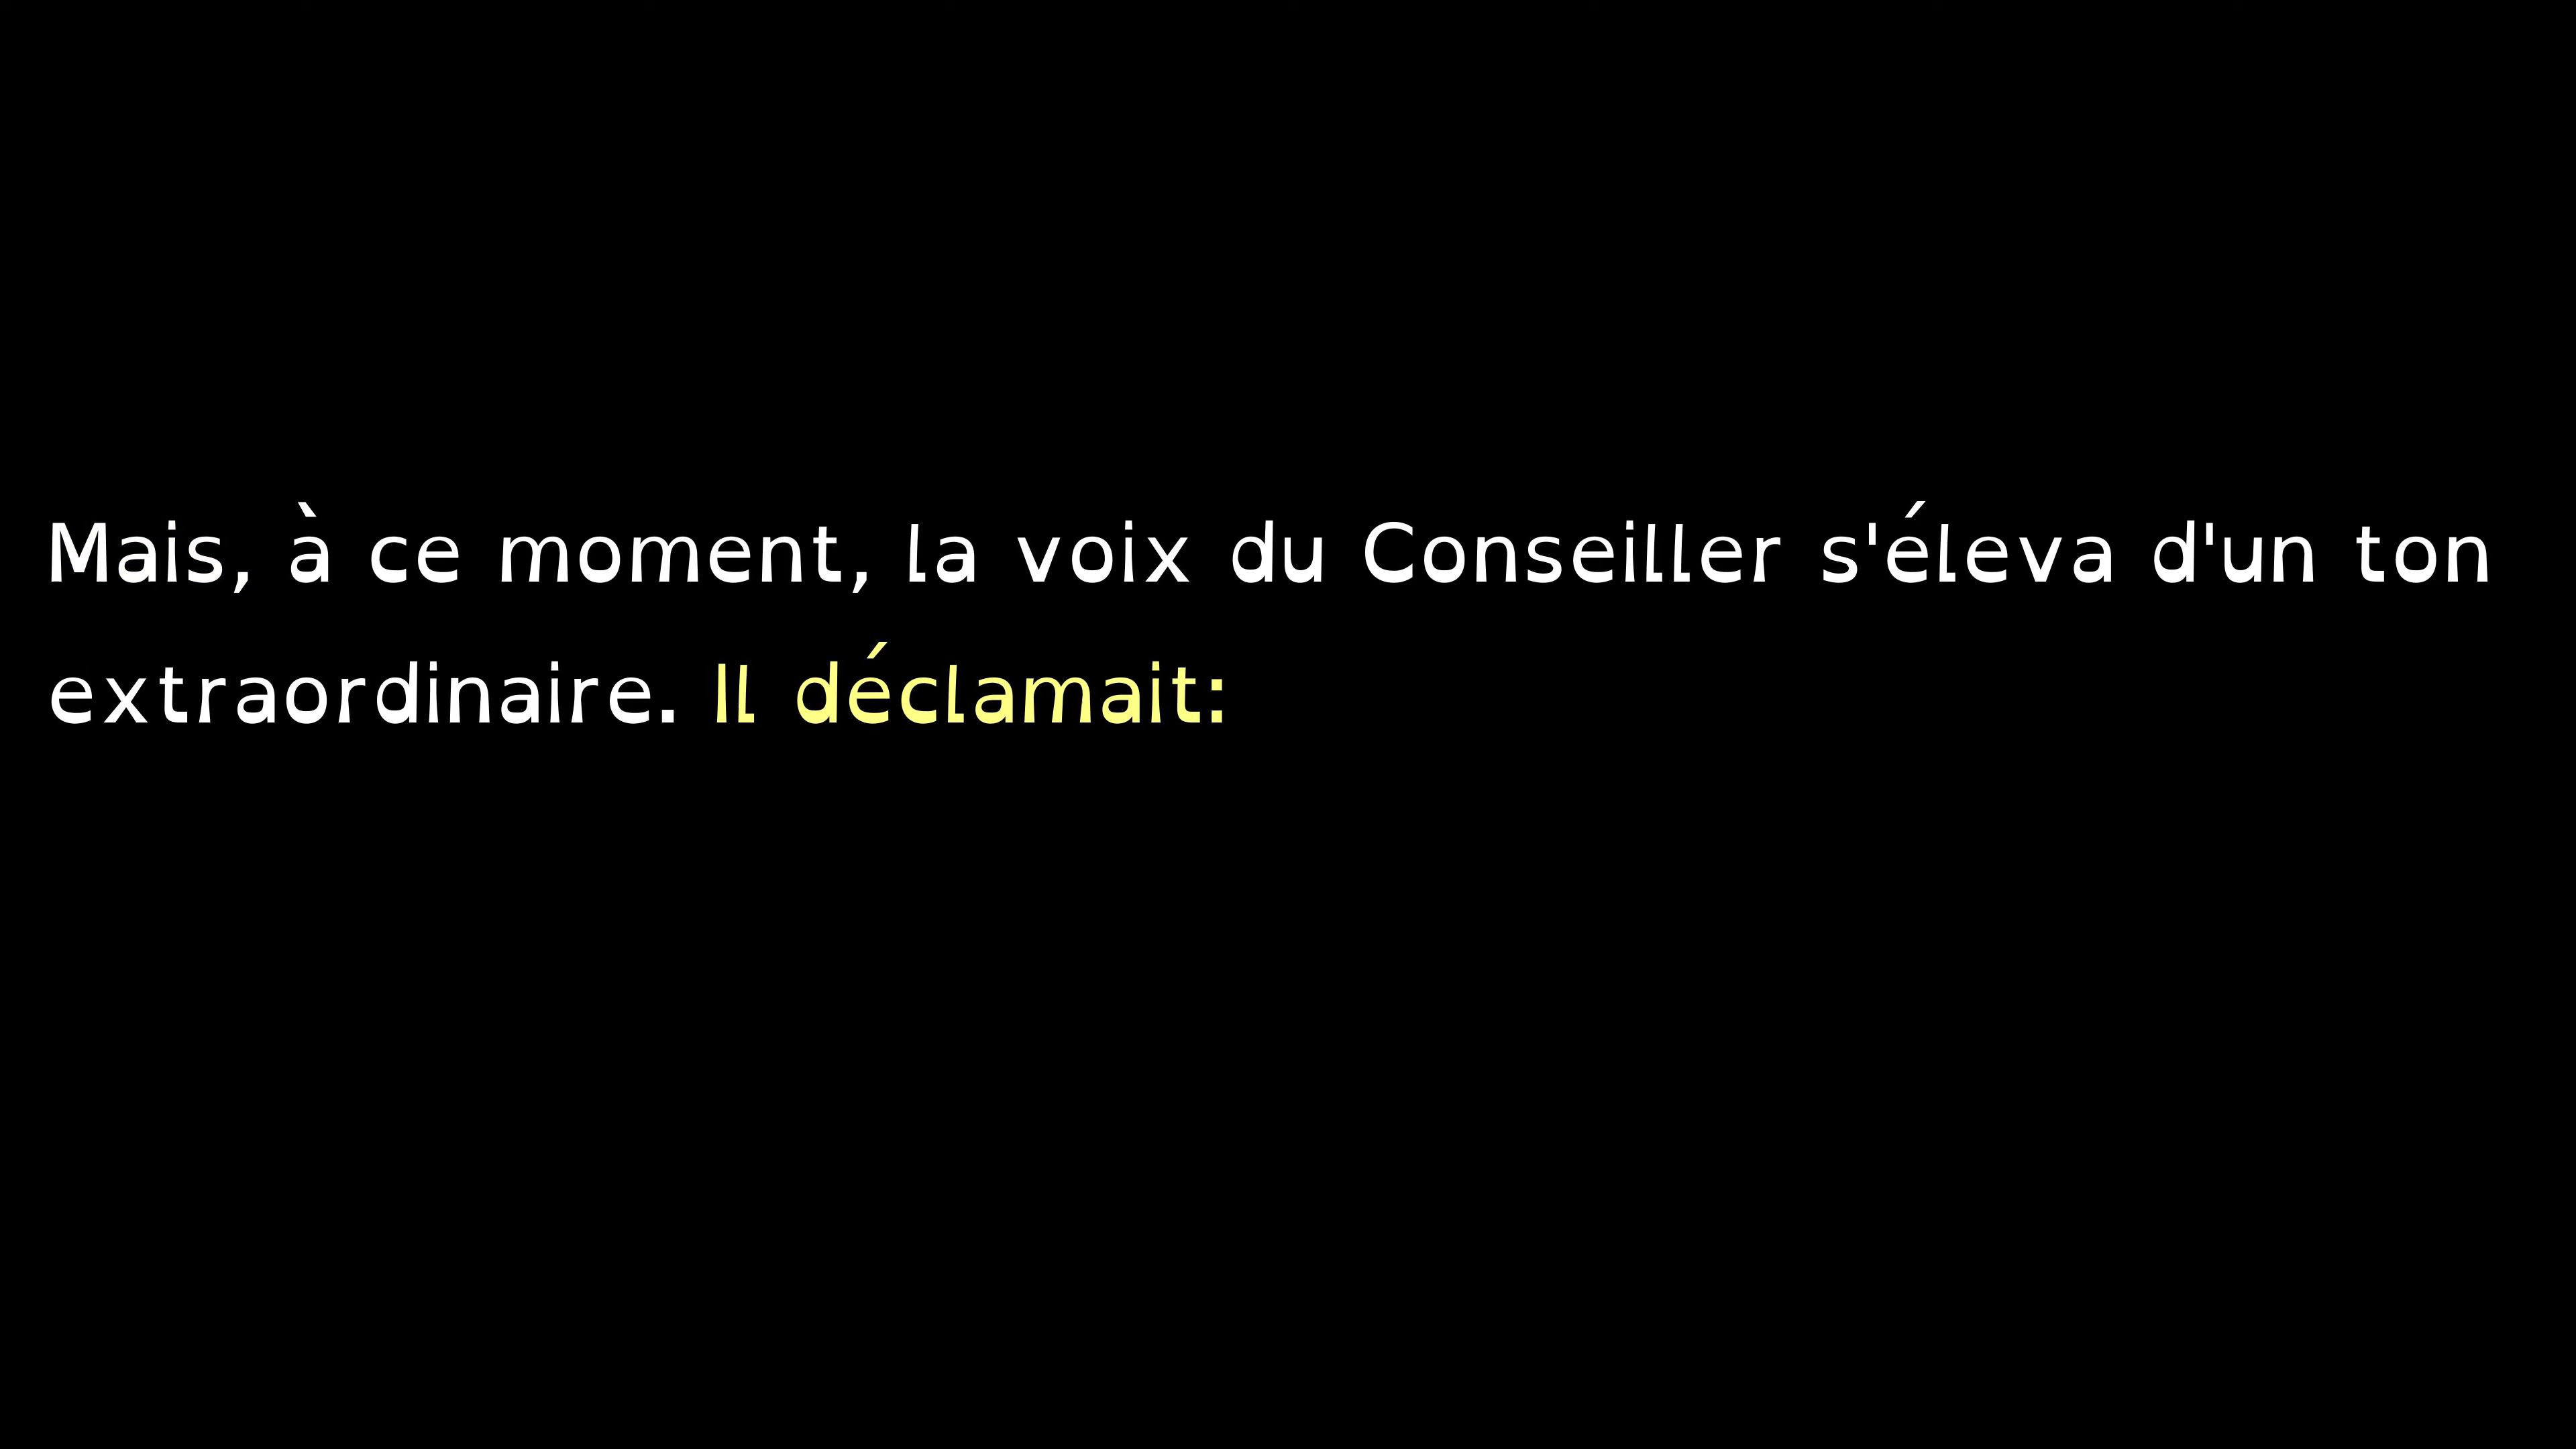 Mais, à ce moment, la voix du Conseiller s'éleva d'un ton
extraordinaire. Il déclamait: